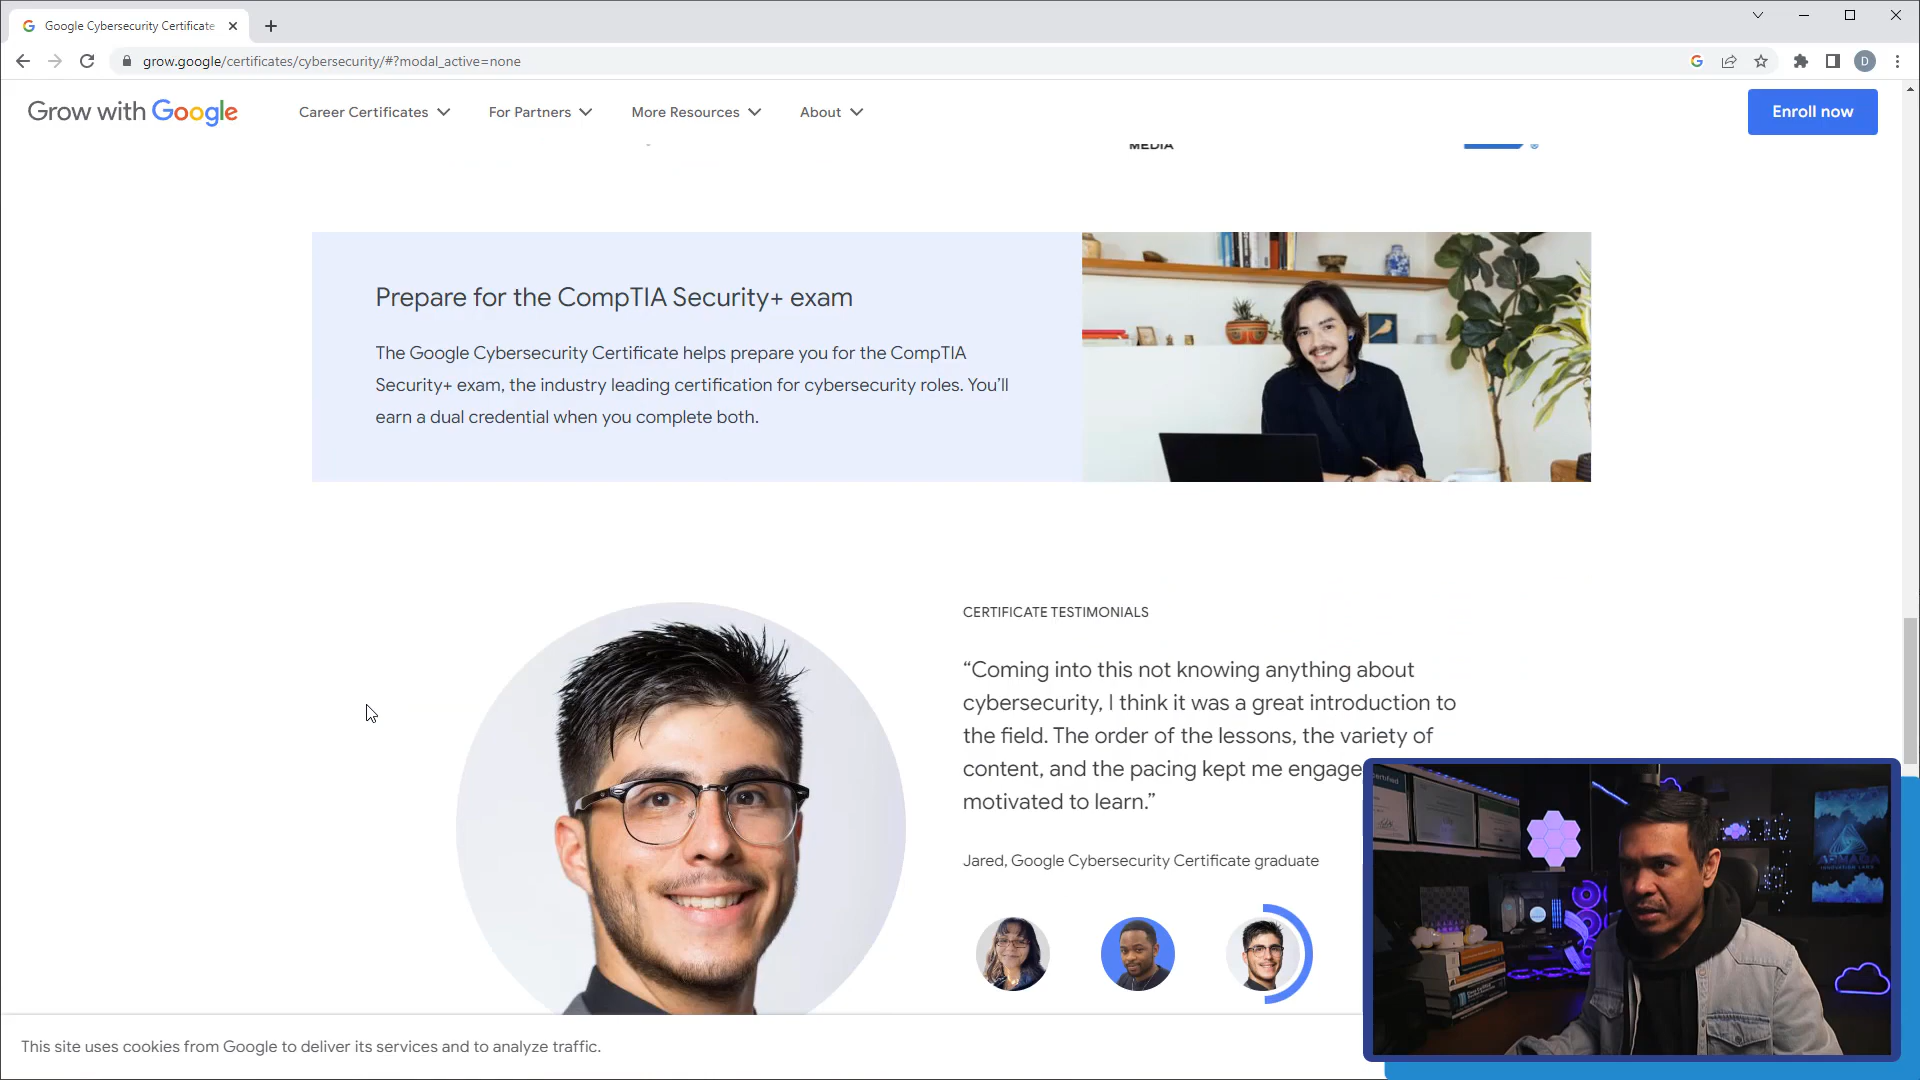 Google Cybersecurity Certificate
grow.google/certificates/cybersecurity/#?modal_active=none
D
Grow with Google
Career Certificates
For Partners
More Resources
About
Enroll now
MEDIA
Prepare for the CompTIA Security+ exam
The Google Cybersecurity Certificate helps prepare you for the CompTIA
Security+ exam, the industry leading certification for cybersecurity roles. You’ll
earn a dual credential when you complete both.
CERTIFICATE TESTIMONIALS
“Coming into this not knowing anything about
cybersecurity, I think it was a great introduction to
the field. The order of the lessons, the variety of
content, and the pacing kept me engage
motivated to learn.”
Jared, Google Cybersecurity Certificate graduate
This site uses cookies from Google to deliver its services and to analyze traffic.